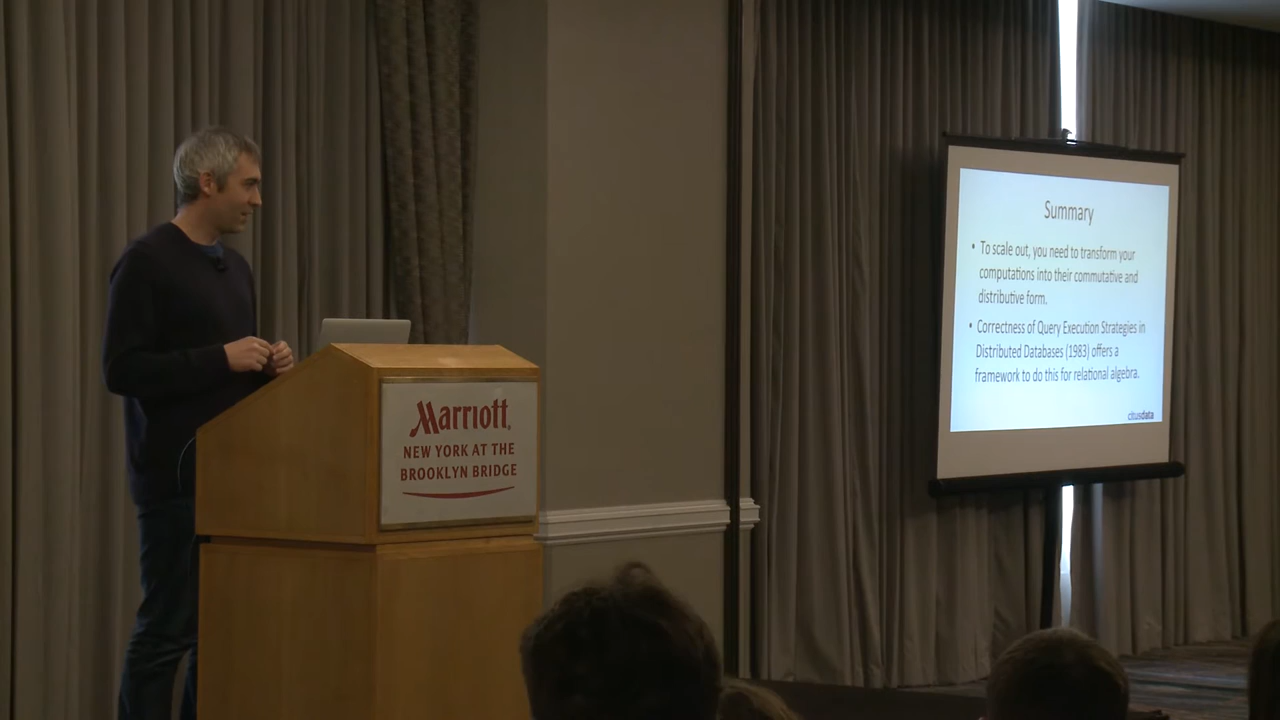 Marriott.
NEW YORK AT THE
BROOKLYN BRIDGE
Summary
• To scale out, you need to transform your
computations into their commutative and
distributive form.
• Correctness of Query Execution Strategies in
Distributed Databases (1983) offers a
framework to do this for relational algebra.
citusdata